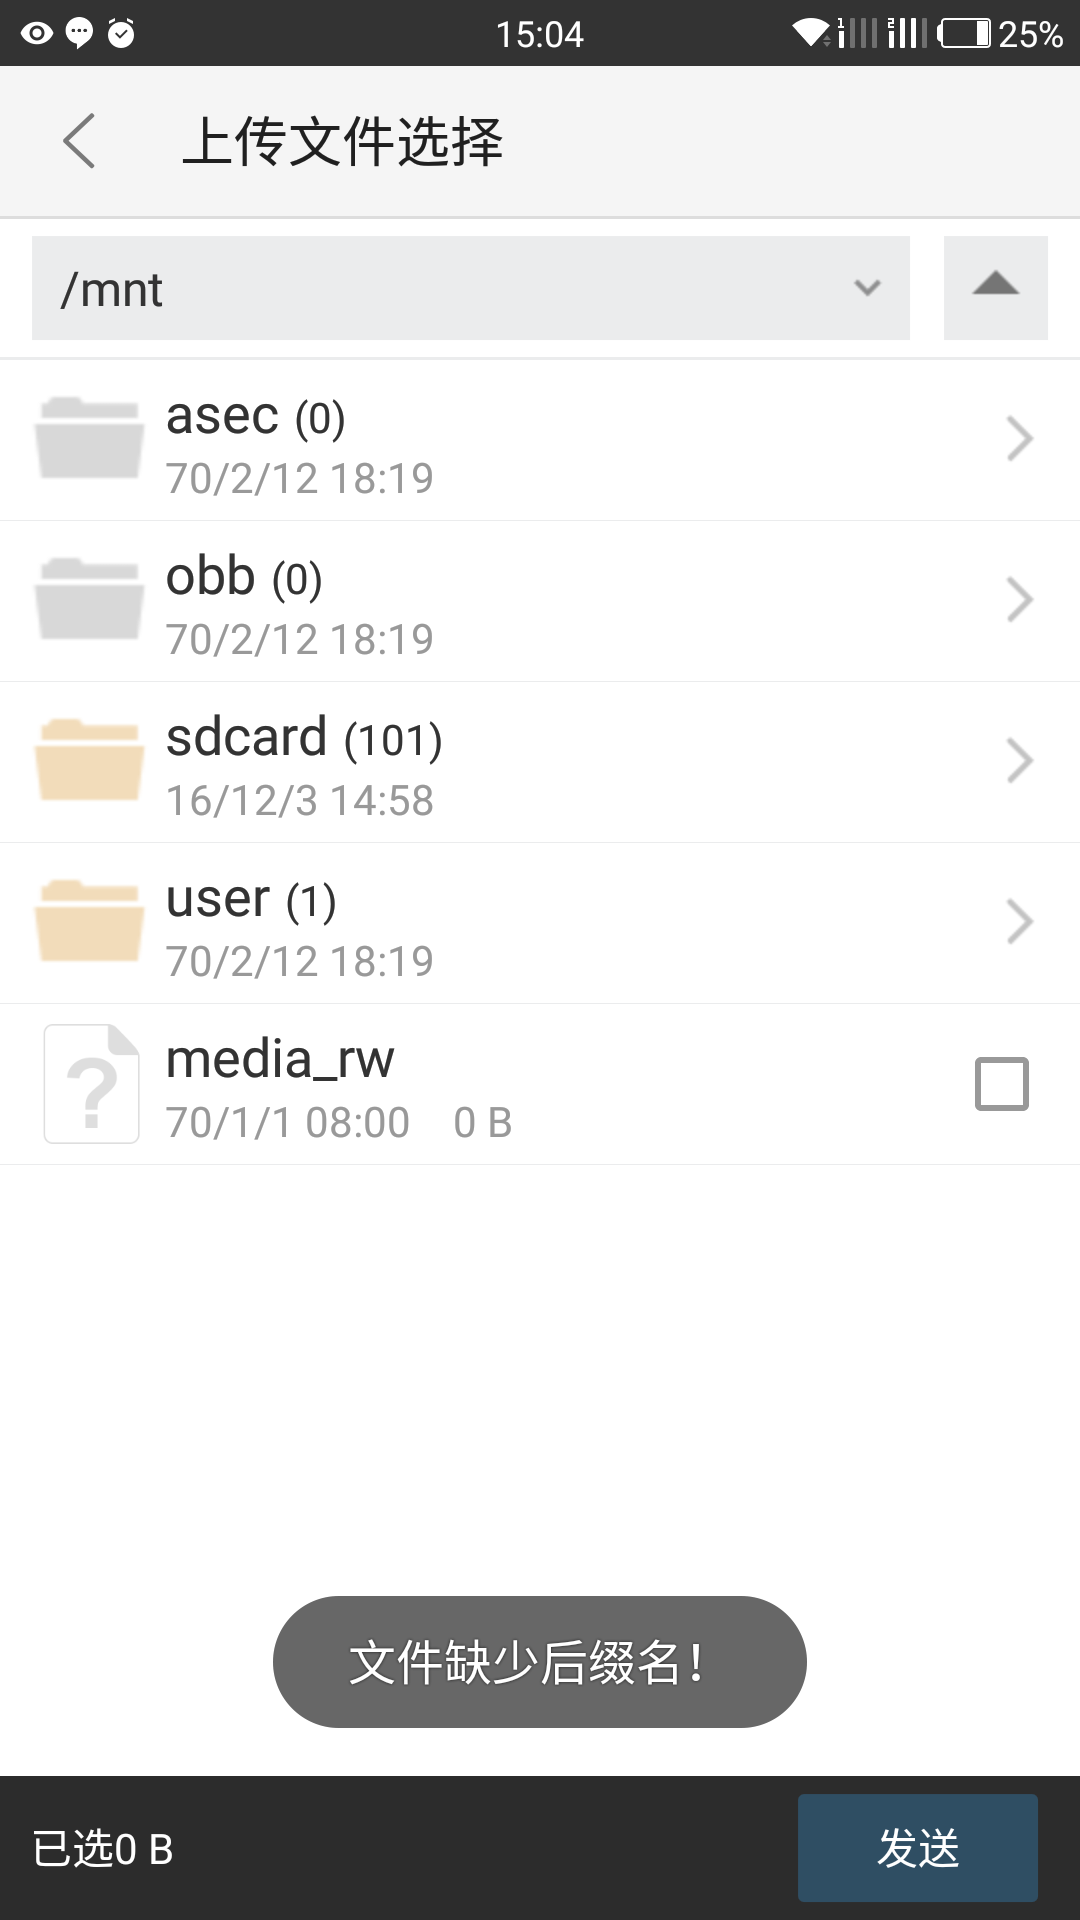 15:04
1
2
25%
上传文件选择
/mnt
asec (0)
70/2/12 18:19
obb (0)
70/2/12 18:19
sdcard (101)
16/12/3 14:58
user (1)
70/2/12 18:19
?
media_rw
70/1/1 08:00 0 B
文件缺少后缀名！
已选0 B
发送